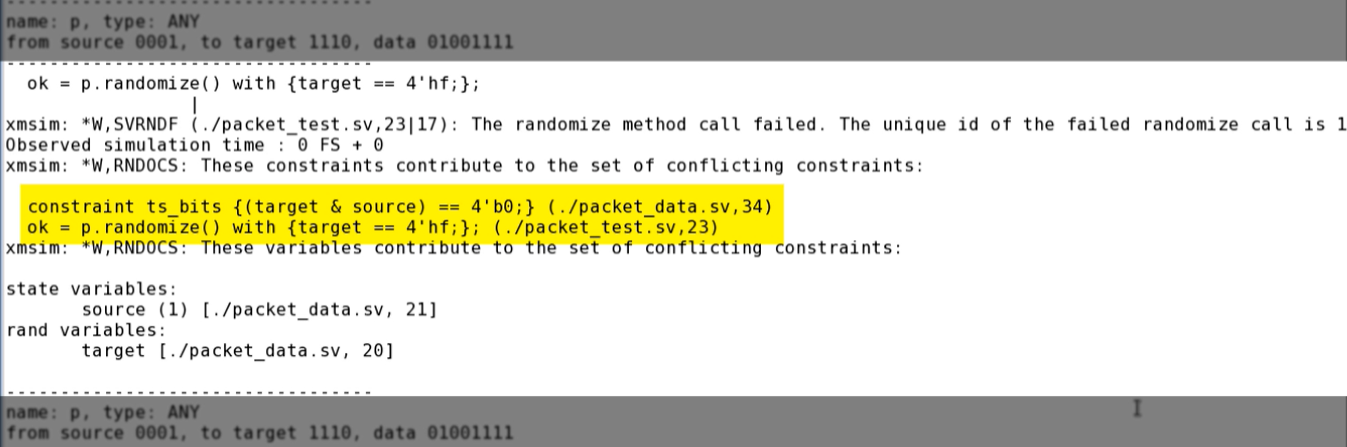 -----------------------------------
name: p, type: ANY
from source 0001, to target 1110, data 01001111
-----------------------------------
ok = p.randomize() with {target == 4'hf;};
|
xmsim: *W,SVRNDF (./packet_test.sv,23|17): The randomize method call failed. The unique id of the failed randomize call is 1
Observed simulation time : 0 FS + 0
xmsim: *W,RNDOCS: These constraints contribute to the set of conflicting constraints:
constraint ts_bits {(target & source) == 4'b0;} (./packet_data.sv,34)
ok = p.randomize() with {target == 4'hf;}; (./packet_test.sv,23)
xmsim: *W,RNDOCS: These variables contribute to the set of conflicting constraints:
state variables:
source (1) [./packet_data.sv, 21]
rand variables:
target [./packet_data.sv, 20]
-----------------------------------
name: p, type: ANY
from source 0001, to target 1110, data 01001111